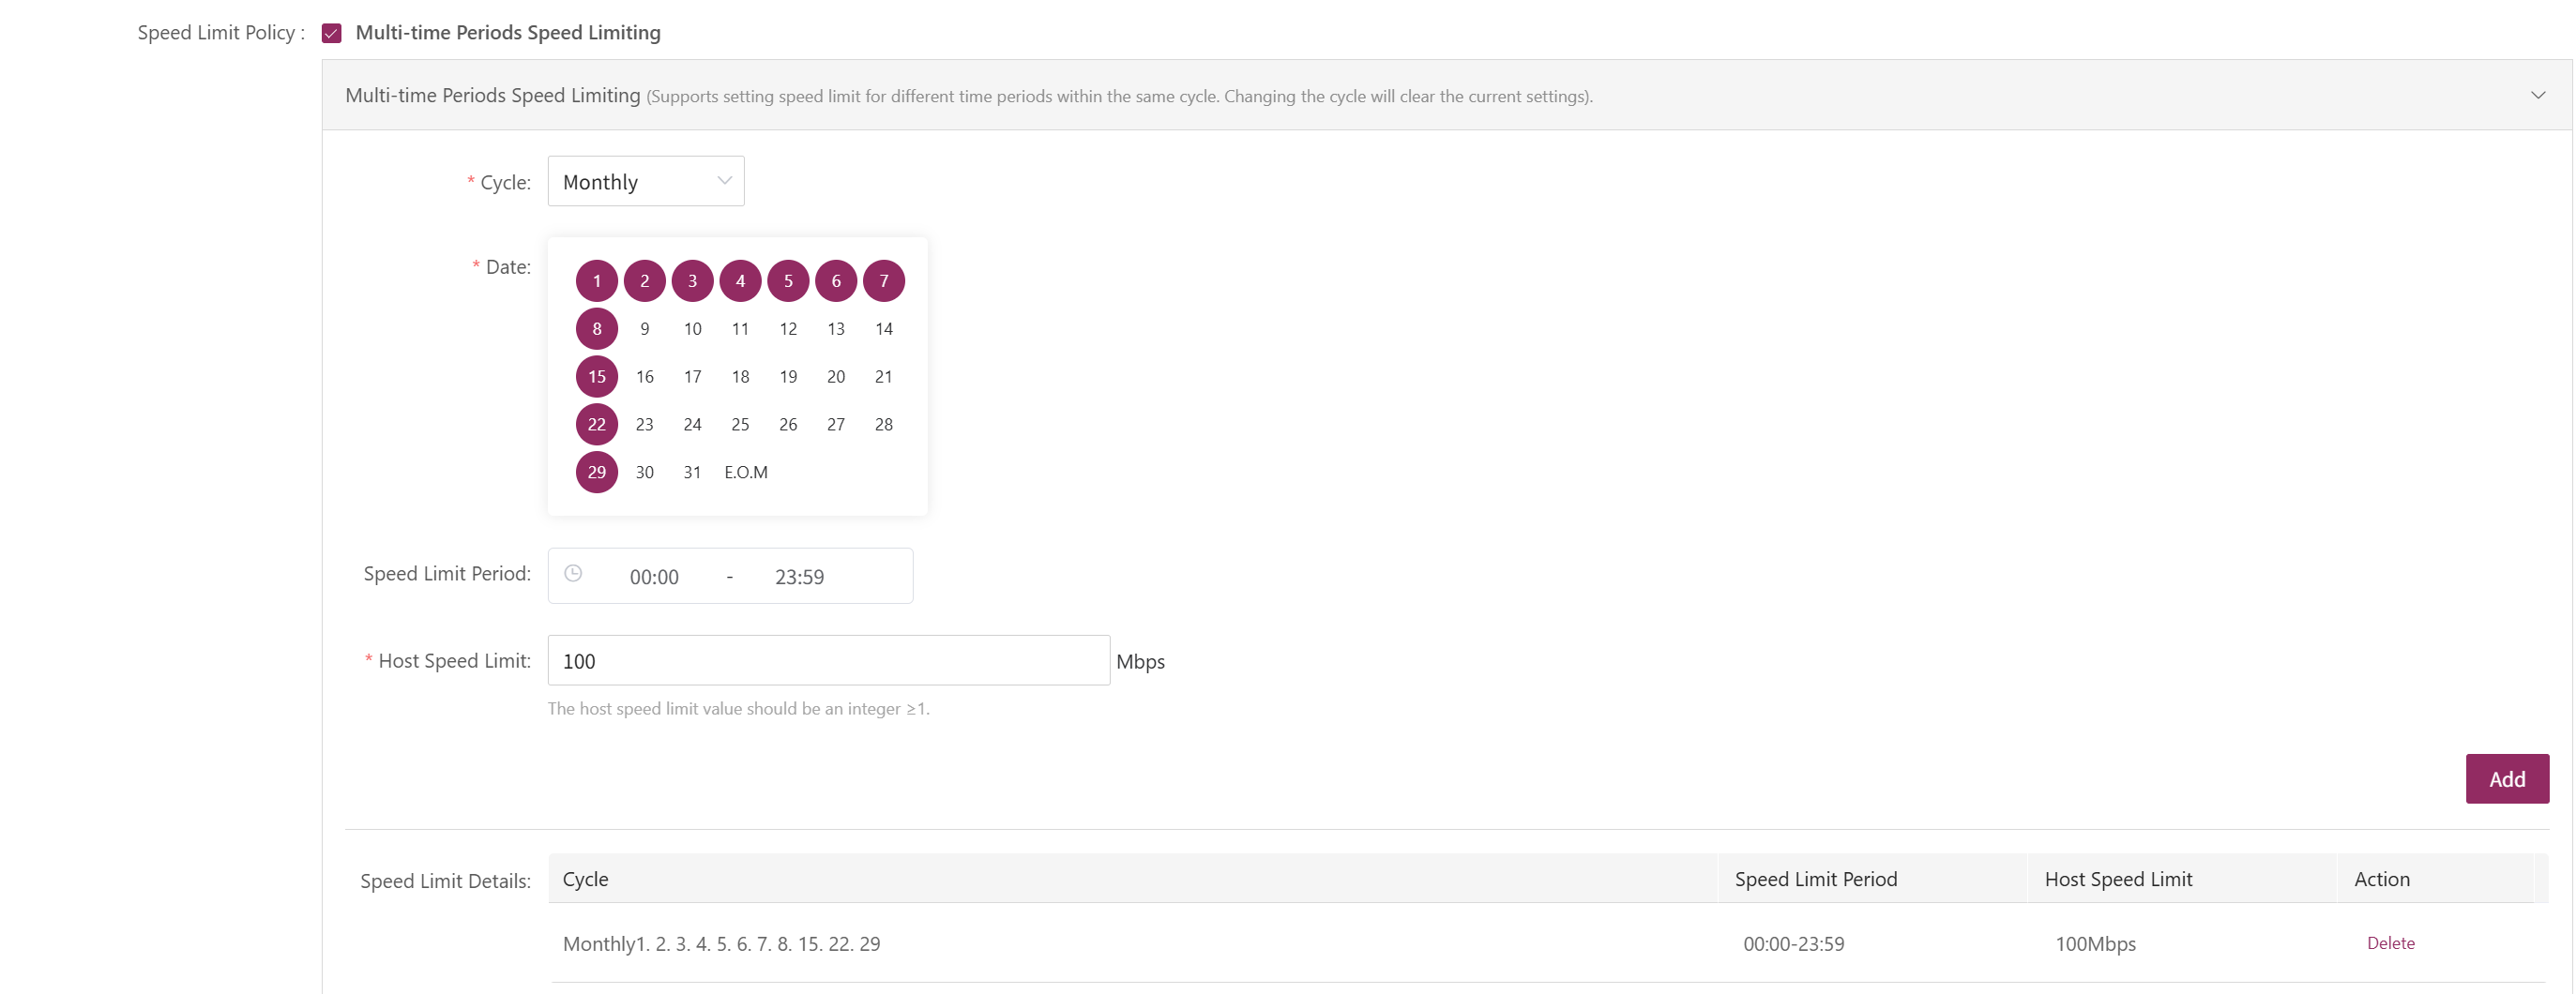 Speed Limit Policy : Multi-time Periods Speed Limiting
Multi-time Periods Speed Limiting (Supports setting speed limit for different time periods within the same cycle. Changing the cycle will clear the current settings).
* Cycle: Monthly
* Date:
1 2 3 4 5 6 7
8 9 10 11 12 13 14
15 16 17 18 19 20 21
22 23 24 25 26 27 28
29 30 31 E.O.M
Speed Limit Period: 00:00 - 23:59
* Host Speed Limit: 100 Mbps
The host speed limit value should be an integer ≥1.
Add
Speed Limit Details: Cycle Speed Limit Period Host Speed Limit Action
Monthly1. 2. 3. 4. 5. 6. 7. 8. 15. 22. 29 00:00-23:59 100Mbps Delete